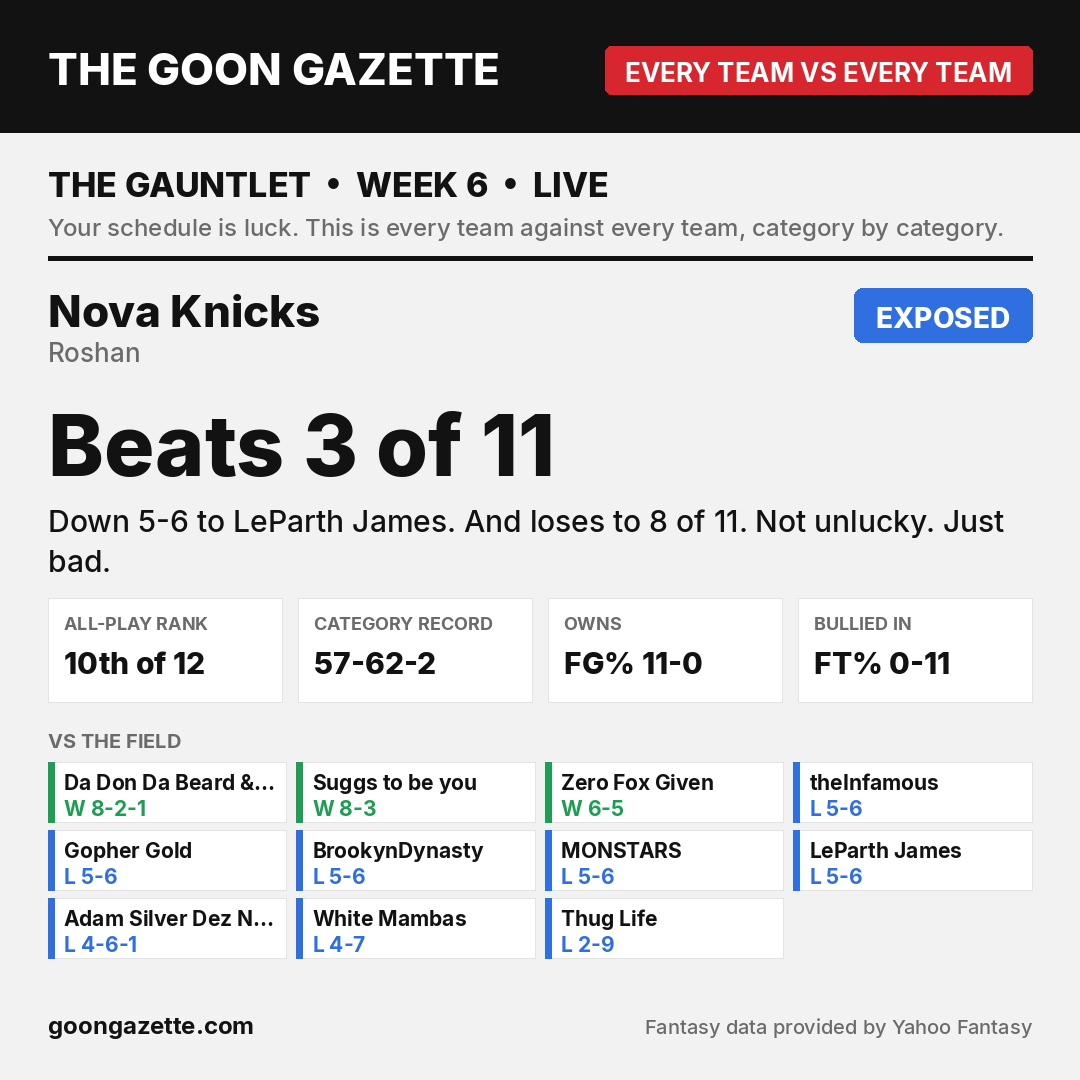 THE GOON GAZETTE
EVERY TEAM VS EVERY TEAM
THE GAUNTLET • WEEK 6 • LIVE
Your schedule is luck. This is every team against every team, category by category.
Nova Knicks
EXPOSED
Roshan
Beats 3 of 11
Down 5-6 to LeParth James. And loses to 8 of 11. Not unlucky. Just
bad.
ALL-PLAY RANK
10th of 12
CATEGORY RECORD
57-62-2
OWNS
FG% 11-0
BULLIED IN
FT% 0-11
VS THE FIELD
Da Don Da Beard &...
W 8-2-1
Suggs to be you
W 8-3
Zero Fox Given
W 6-5
theInfamous
L 5-6
Gopher Gold
L 5-6
BrookynDynasty
L 5-6
MONSTARS
L 5-6
LeParth James
L 5-6
Adam Silver Dez N...
L 4-6-1
White Mambas
L 4-7
Thug Life
L 2-9
goongazette.com
Fantasy data provided by Yahoo Fantasy